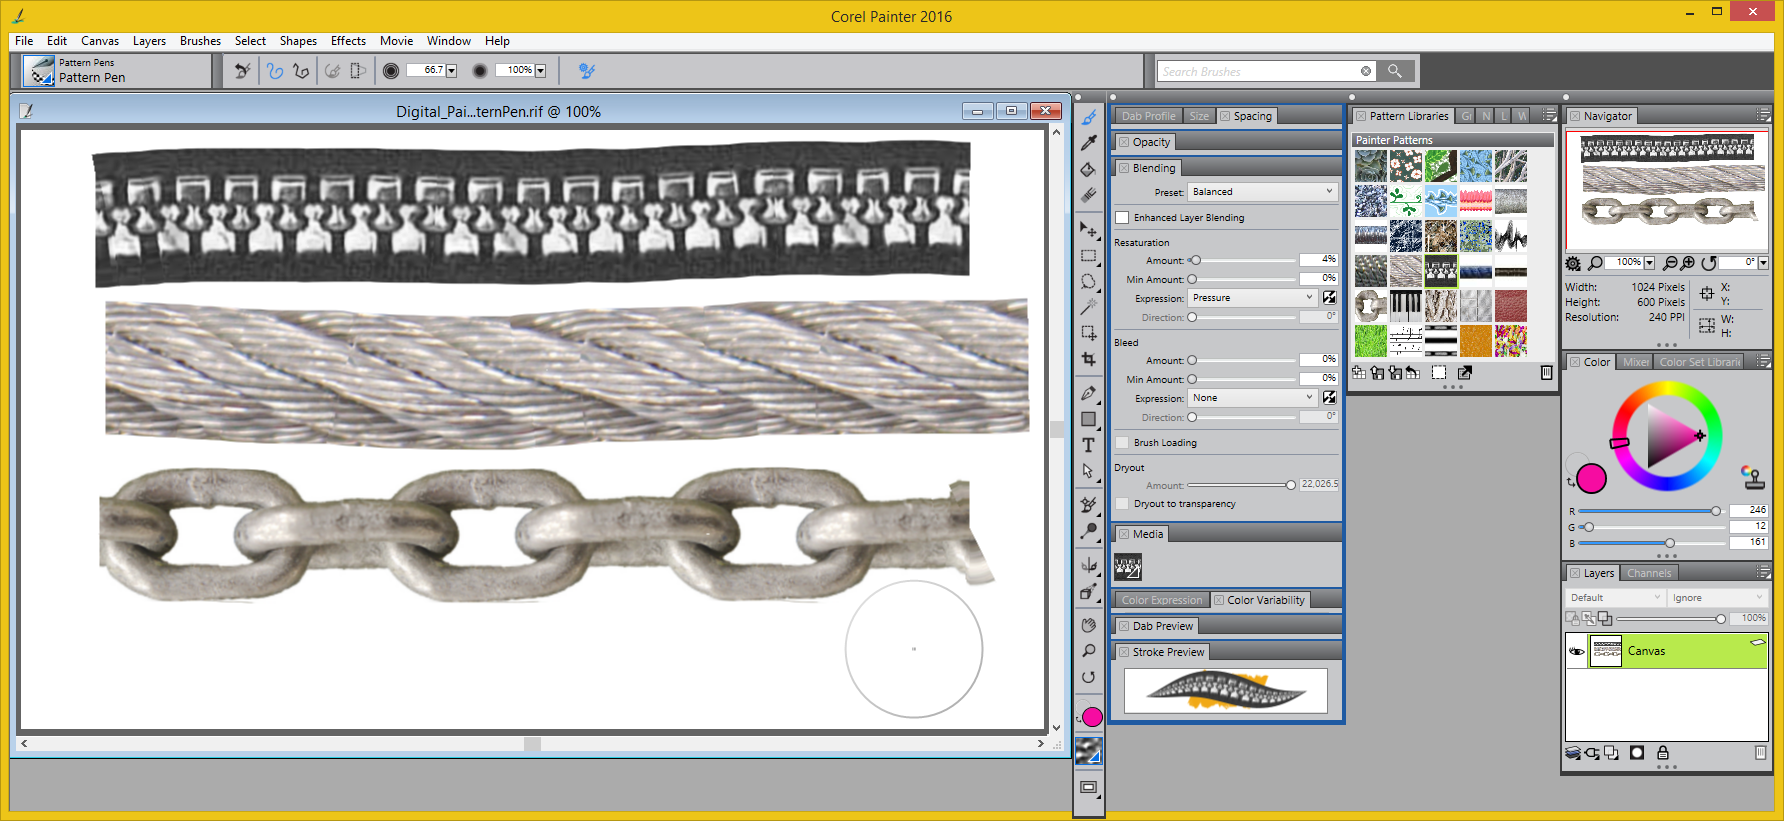 Corel Painter 2016
File Edit Canvas Layers Brushes Select Shapes Effects Movie Window Help
Pattern Pens
Pattern Pen
66.7
100%
Search Brushes
Digital_Pai...ternPen.rif @ 100%
Dab Profile Size Spacing
Opacity
Blending
Preset: Balanced
Enhanced Layer Blending
Resaturation
Amount: 4%
Min Amount: 0%
Expression: Pressure
Direction: 0°
Bleed
Amount: 0%
Min Amount: 0%
Expression: None
Direction: 0°
Brush Loading
Dryout
Amount: 22,026.5
Dryout to transparency
Media
Color Expression Color Variability
Dab Preview
Stroke Preview
Pattern Libraries Gr N L W
Painter Patterns
Navigator
100% 0°
Width: 1024 Pixels X:
Height: 600 Pixels Y:
Resolution: 240 PPI W:
H:
Color Mixer Color Set Librarie
R 246
G 12
B 161
Layers Channels
Default Ignore
100%
Canvas